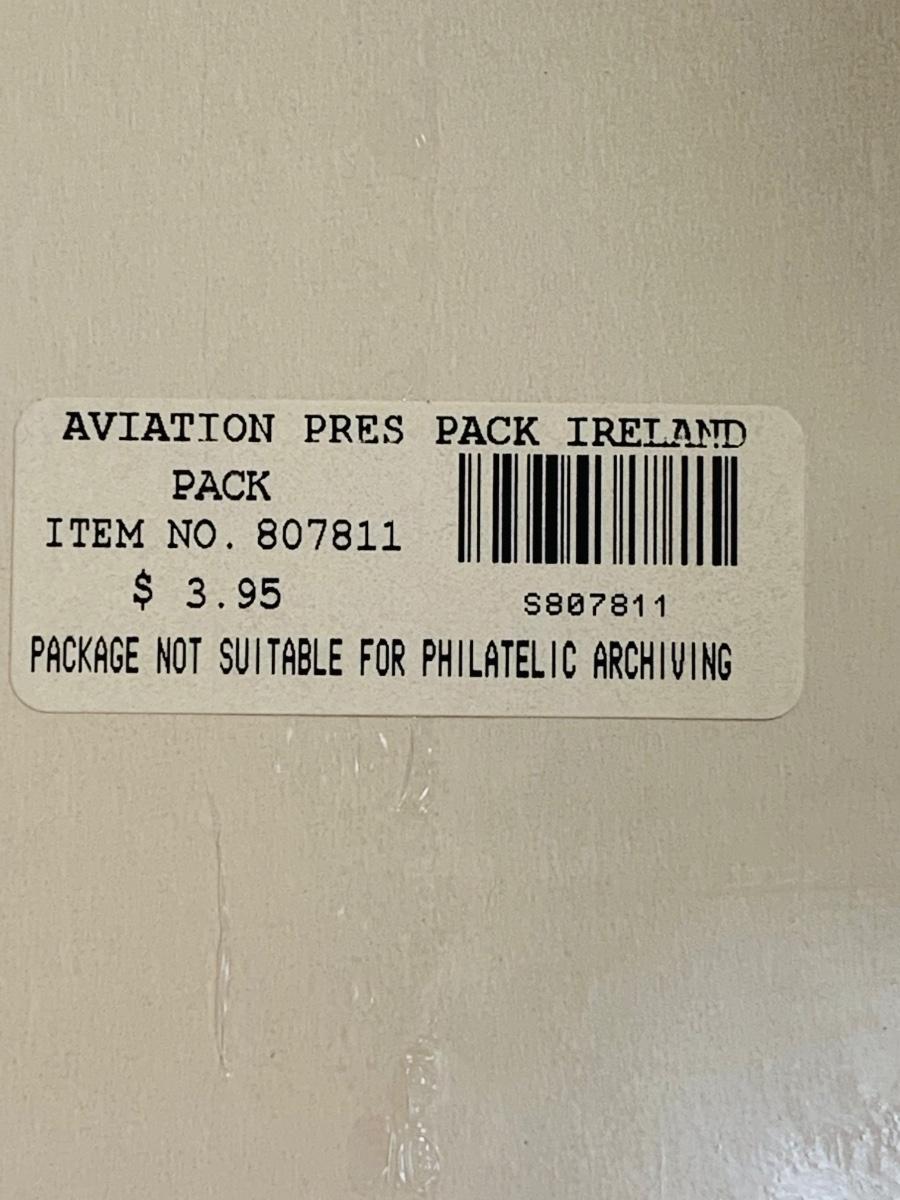 AVIATION PRES PACK IRELAND
PACK
ITEM NO. 807811
$ 3.95
S807811
PACKAGE NOT SUITABLE FOR PHILATELIC ARCHIVING